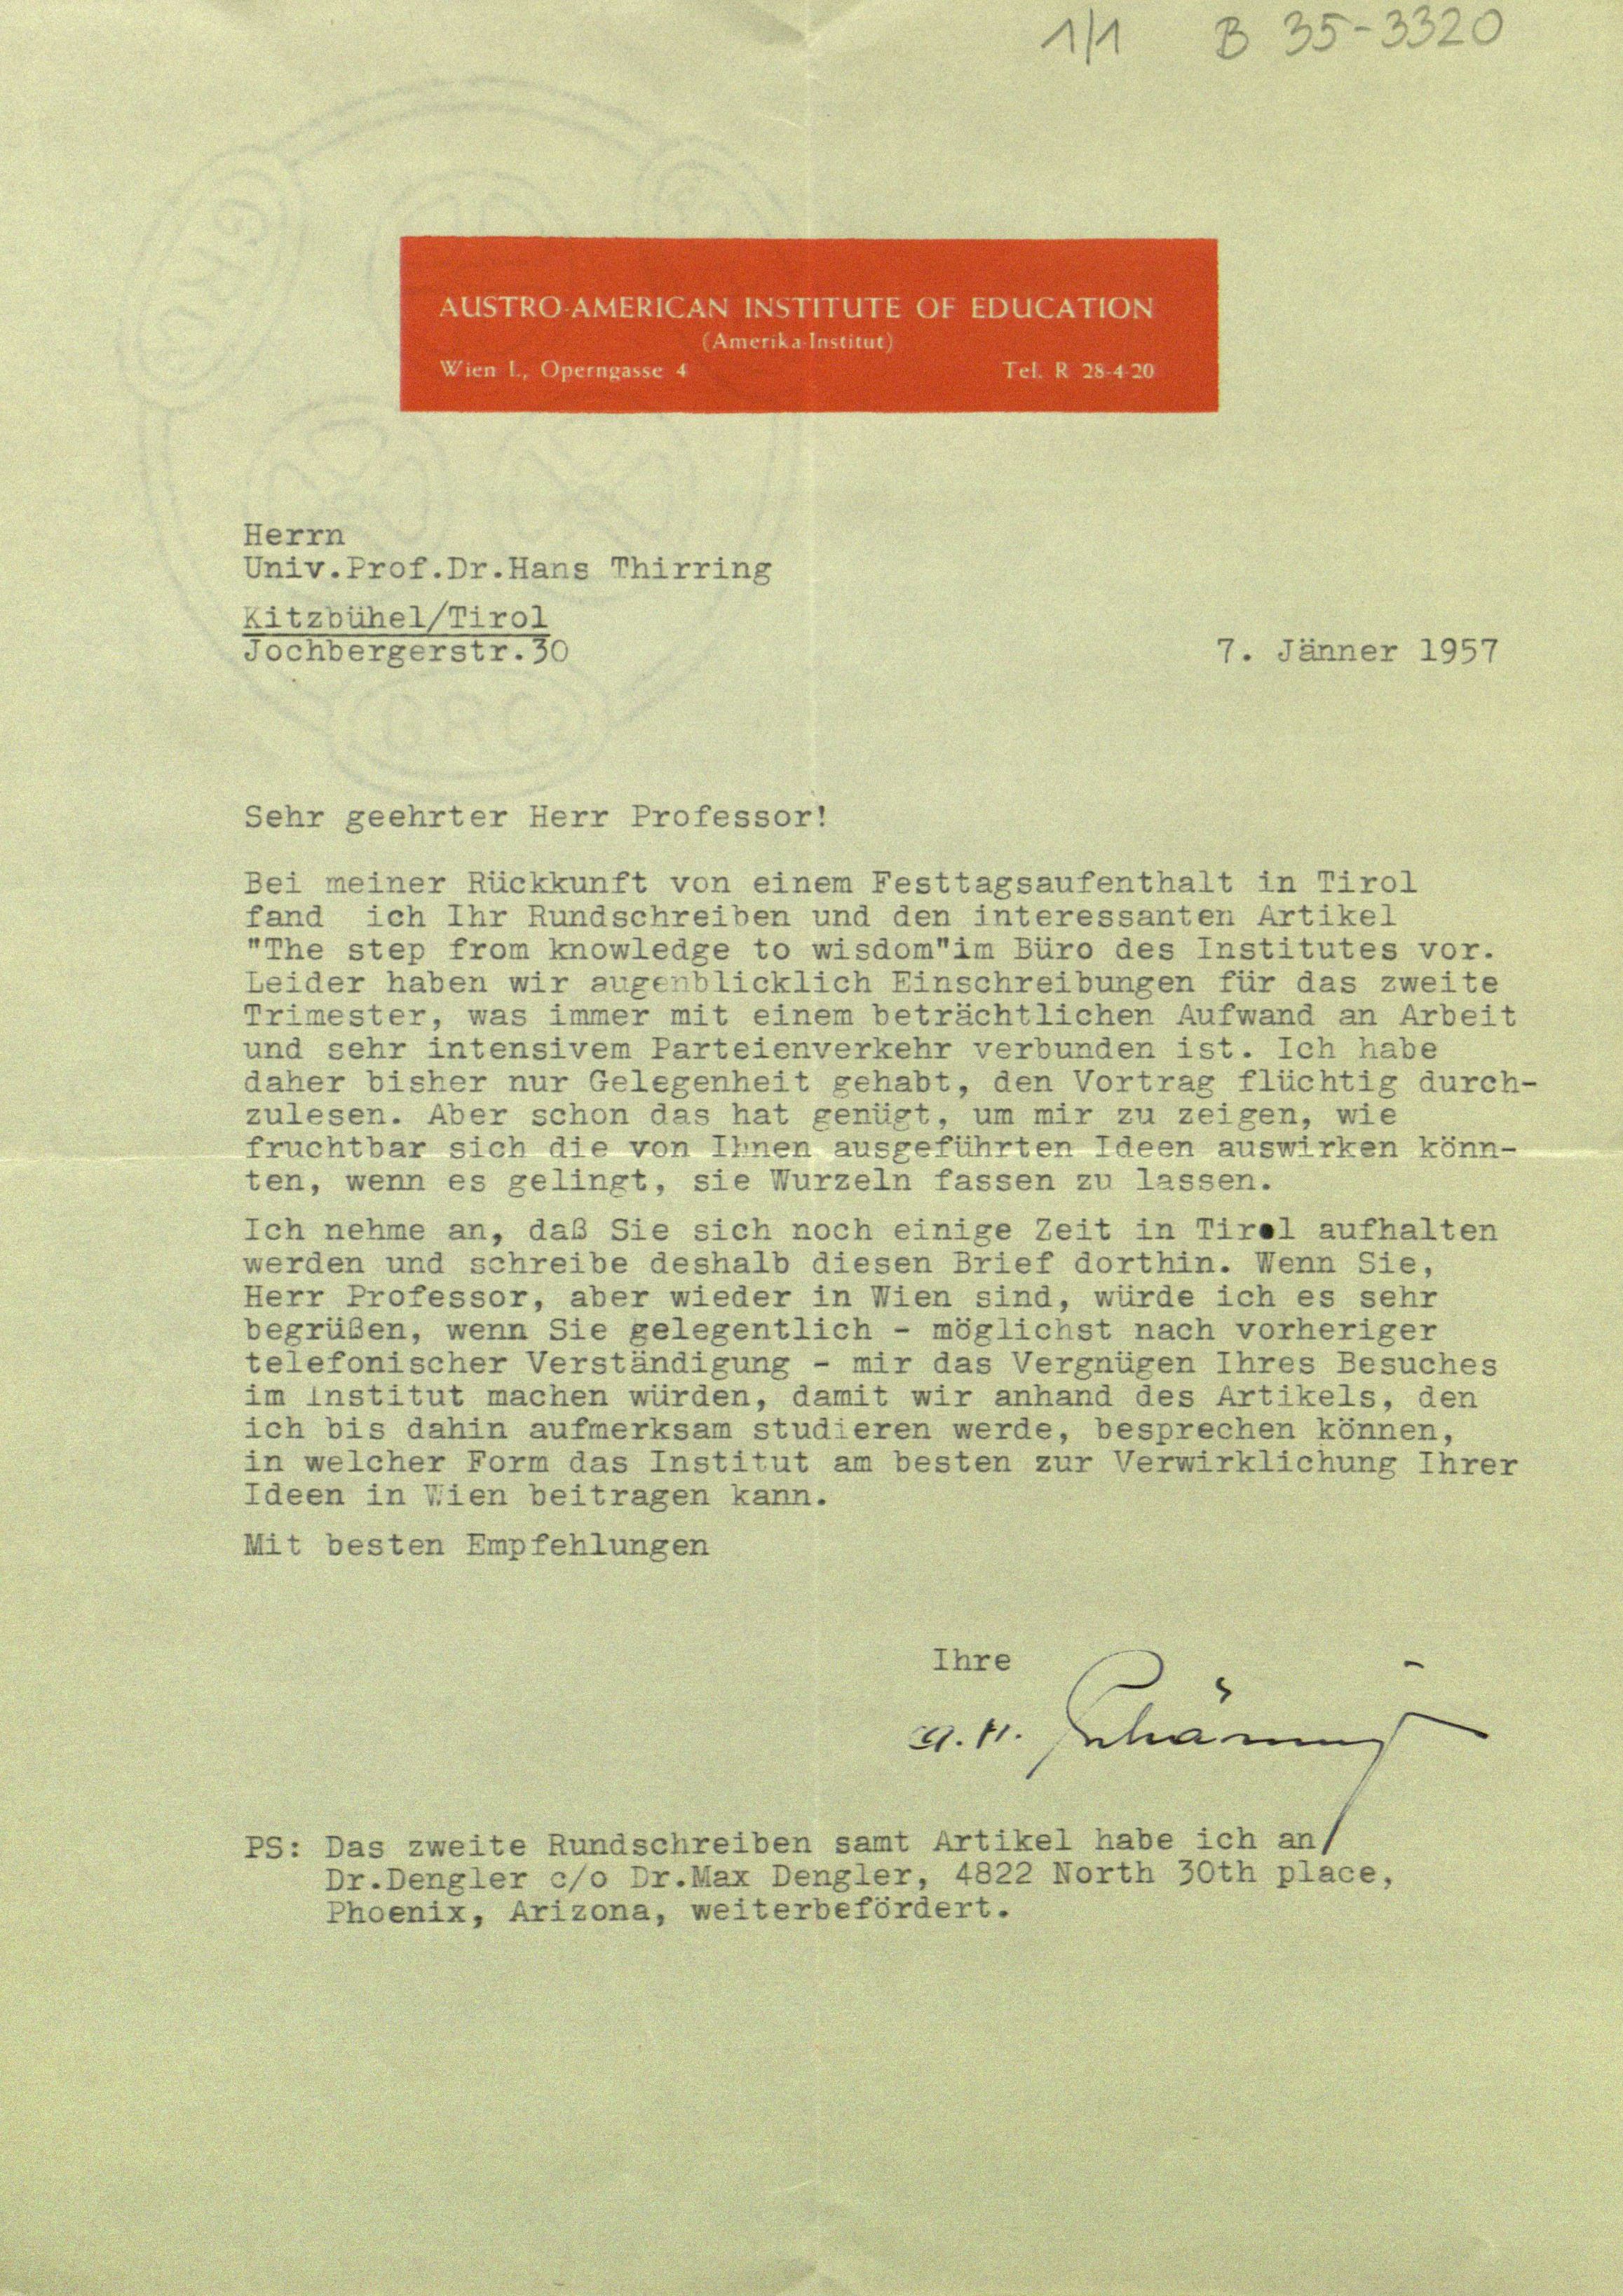 1/1 B 35-3320
AUSTRO-AMERICAN INSTITUTE OF EDUCATION
(Amerika-Institut)
Wien I., Operngasse 4 Tel. R 28-4-20
Herrn
Univ.Prof.Dr.Hans Thirring
Kitzbühel/Tirol
Jochbergerstr.30
7. Jänner 1957
Sehr geehrter Herr Professor!
Bei meiner Rückkunft von einem Festtagsaufenthalt in Tirol
fand ich Ihr Rundschreiben und den interessanten Artikel
"The step from knowledge to wisdom"im Büro des Institutes vor.
Leider haben wir augenblicklich Einschreibungen für das zweite
Trimester, was immer mit einem beträchtlichen Aufwand an Arbeit
und sehr intensivem Parteienverkehr verbunden ist. Ich habe
daher bisher nur Gelegenheit gehabt, den Vortrag flüchtig durch-
zulesen. Aber schon das hat genügt, um mir zu zeigen, wie
fruchtbar sich die von Ihnen ausgeführten Ideen auswirken könn-
ten, wenn es gelingt, sie Wurzeln fassen zu lassen.
Ich nehme an, daß Sie sich noch einige Zeit in Tirol aufhalten
werden und schreibe deshalb diesen Brief dorthin. Wenn Sie,
Herr Professor, aber wieder in Wien sind, würde ich es sehr
begrüßen, wenn Sie gelegentlich - möglichst nach vorheriger
telefonischer Verständigung - mir das Vergnügen Ihres Besuches
im Institut machen würden, damit wir anhand des Artikels, den
ich bis dahin aufmerksam studieren werde, besprechen können,
in welcher Form das Institut am besten zur Verwirklichung Ihrer
Ideen in Wien beitragen kann.
Mit besten Empfehlungen
Ihre
PS: Das zweite Rundschreiben samt Artikel habe ich an
Dr.Dengler c/o Dr.Max Dengler, 4822 North 30th place,
Phoenix, Arizona, weiterbefördert.